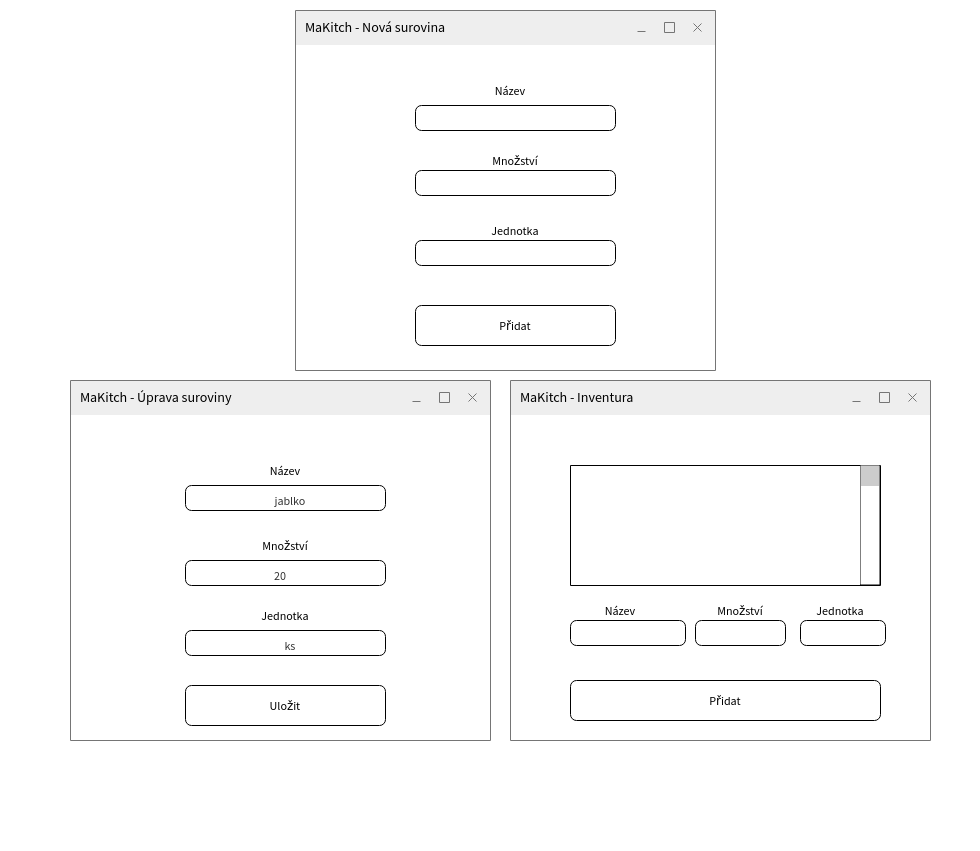 MaKitch - Nová surovina
Název
Množství
Jednotka
Přidat
MaKitch - Úprava suroviny
Název
jablko
Množství
20
Jednotka
ks
Uložit
MaKitch - Inventura
Název Množství Jednotka
Přidat